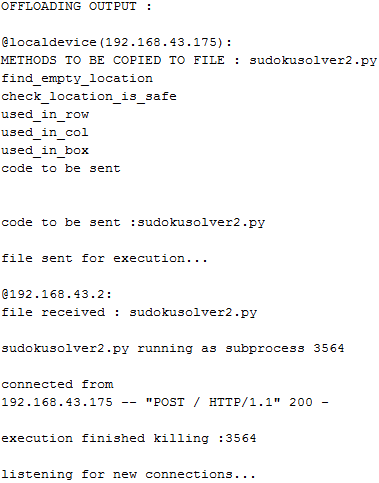 OFFLOADING OUTPUT :
@localdevice(192.168.43.175):
METHODS TO BE COPIED TO FILE : sudokusolver2.py
find_empty_location
check_location_is_safe
used_in_row
used_in_col
used_in_box
code to be sent
code to be sent :sudokusolver2.py
file sent for execution...
@192.168.43.2:
file received : sudokusolver2.py
sudokusolver2.py running as subprocess 3564
connected from
192.168.43.175 -- "POST / HTTP/1.1" 200 -
execution finished killing :3564
listening for new connections...